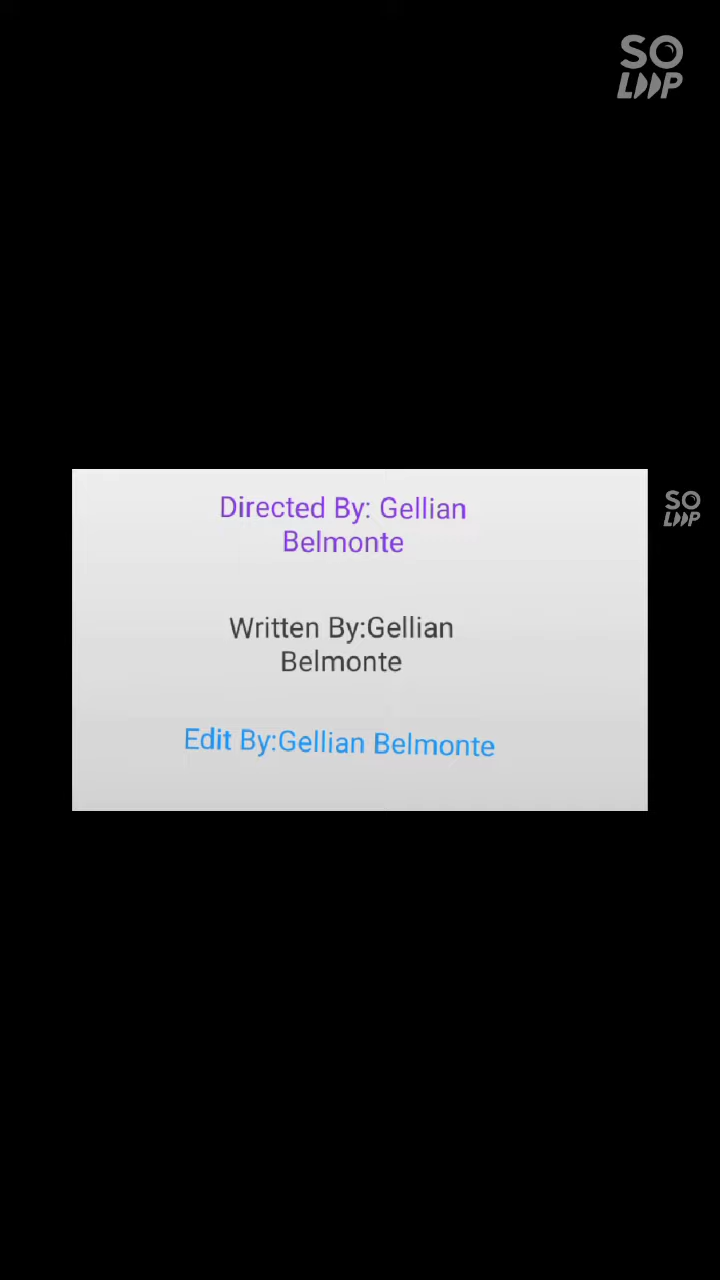 SO
LOOP
Directed By: Gellian
Belmonte
SO
LOOP
Written By:Gellian
Belmonte
Edit By:Gellian Belmonte